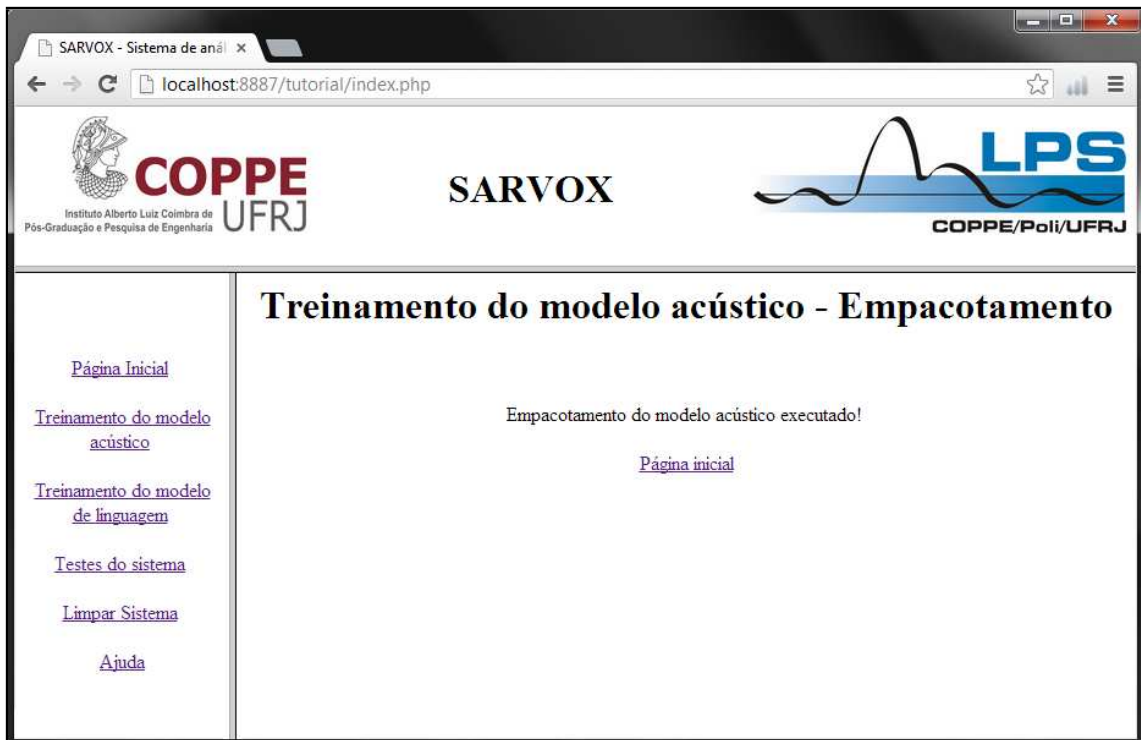 SARVOX - Sistema de anál
localhost:8887/tutorial/index.php
COPPE
UFRJ
Instituto Alberto Luiz Coimbra de
Pós-Graduação e Pesquisa de Engenharia
SARVOX
LPS
COPPE/Poli/UFRJ
Página Inicial
Treinamento do modelo
acústico
Treinamento do modelo
de linguagem
Testes do sistema
Limpar Sistema
Ajuda
Treinamento do modelo acústico - Empacotamento
Empacotamento do modelo acústico executado!
Página inicial